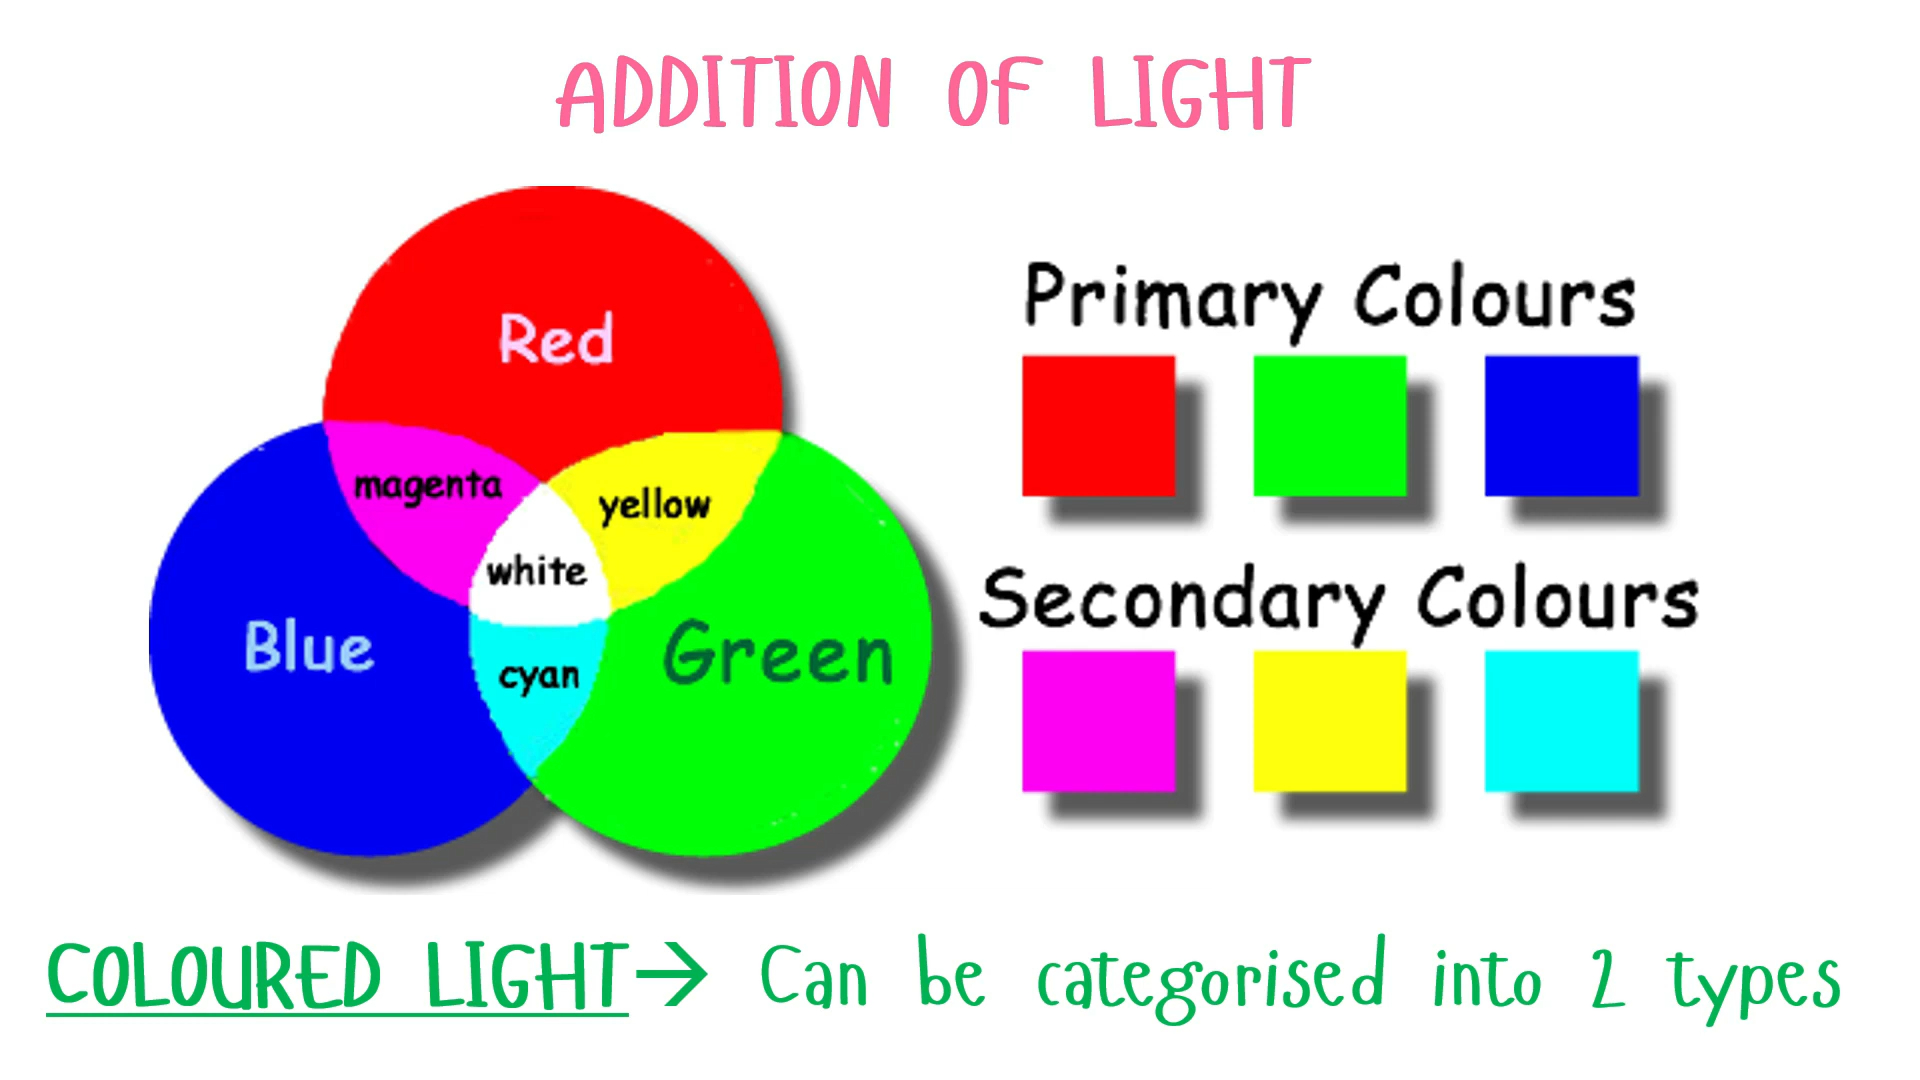 ADDITION OF LIGHT
Red
magenta
yellow
white
Blue
Green
cyan
Primary Colours
Secondary Colours
COLOURED LIGHT→ Can be categorised into 2 types